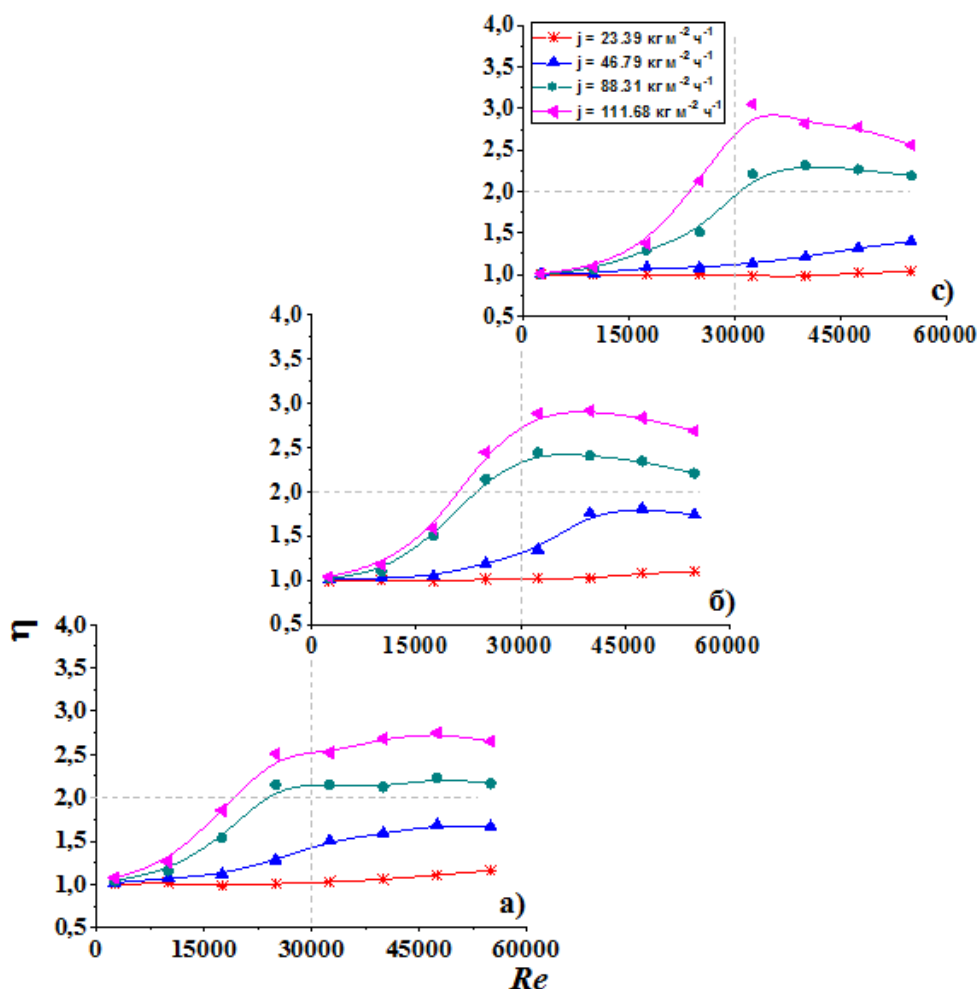 4,0
3,5
3,0
2,5
2,0
1,5
1,0
0,5
j = 23.39 кг м⁻² ч⁻¹
j = 46.79 кг м⁻² ч⁻¹
j = 88.31 кг м⁻² ч⁻¹
j = 111.68 кг м⁻² ч⁻¹
c)
0 15000 30000 45000 60000
4,0
3,5
3,0
2,5
2,0
1,5
1,0
0,5
б)
0 15000 30000 45000 60000
η
4,0
3,5
3,0
2,5
2,0
1,5
1,0
0,5
a)
0 15000 30000 45000 60000
Re